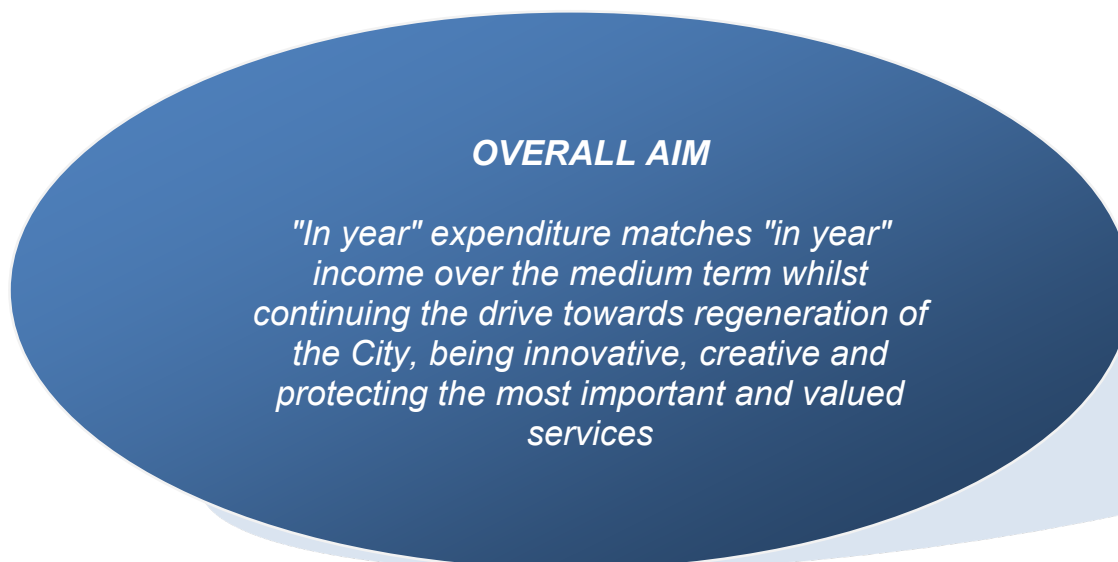 OVERALL AIM
"In year" expenditure matches "in year"
income over the medium term whilst
continuing the drive towards regeneration of
the City, being innovative, creative and
protecting the most important and valued
services